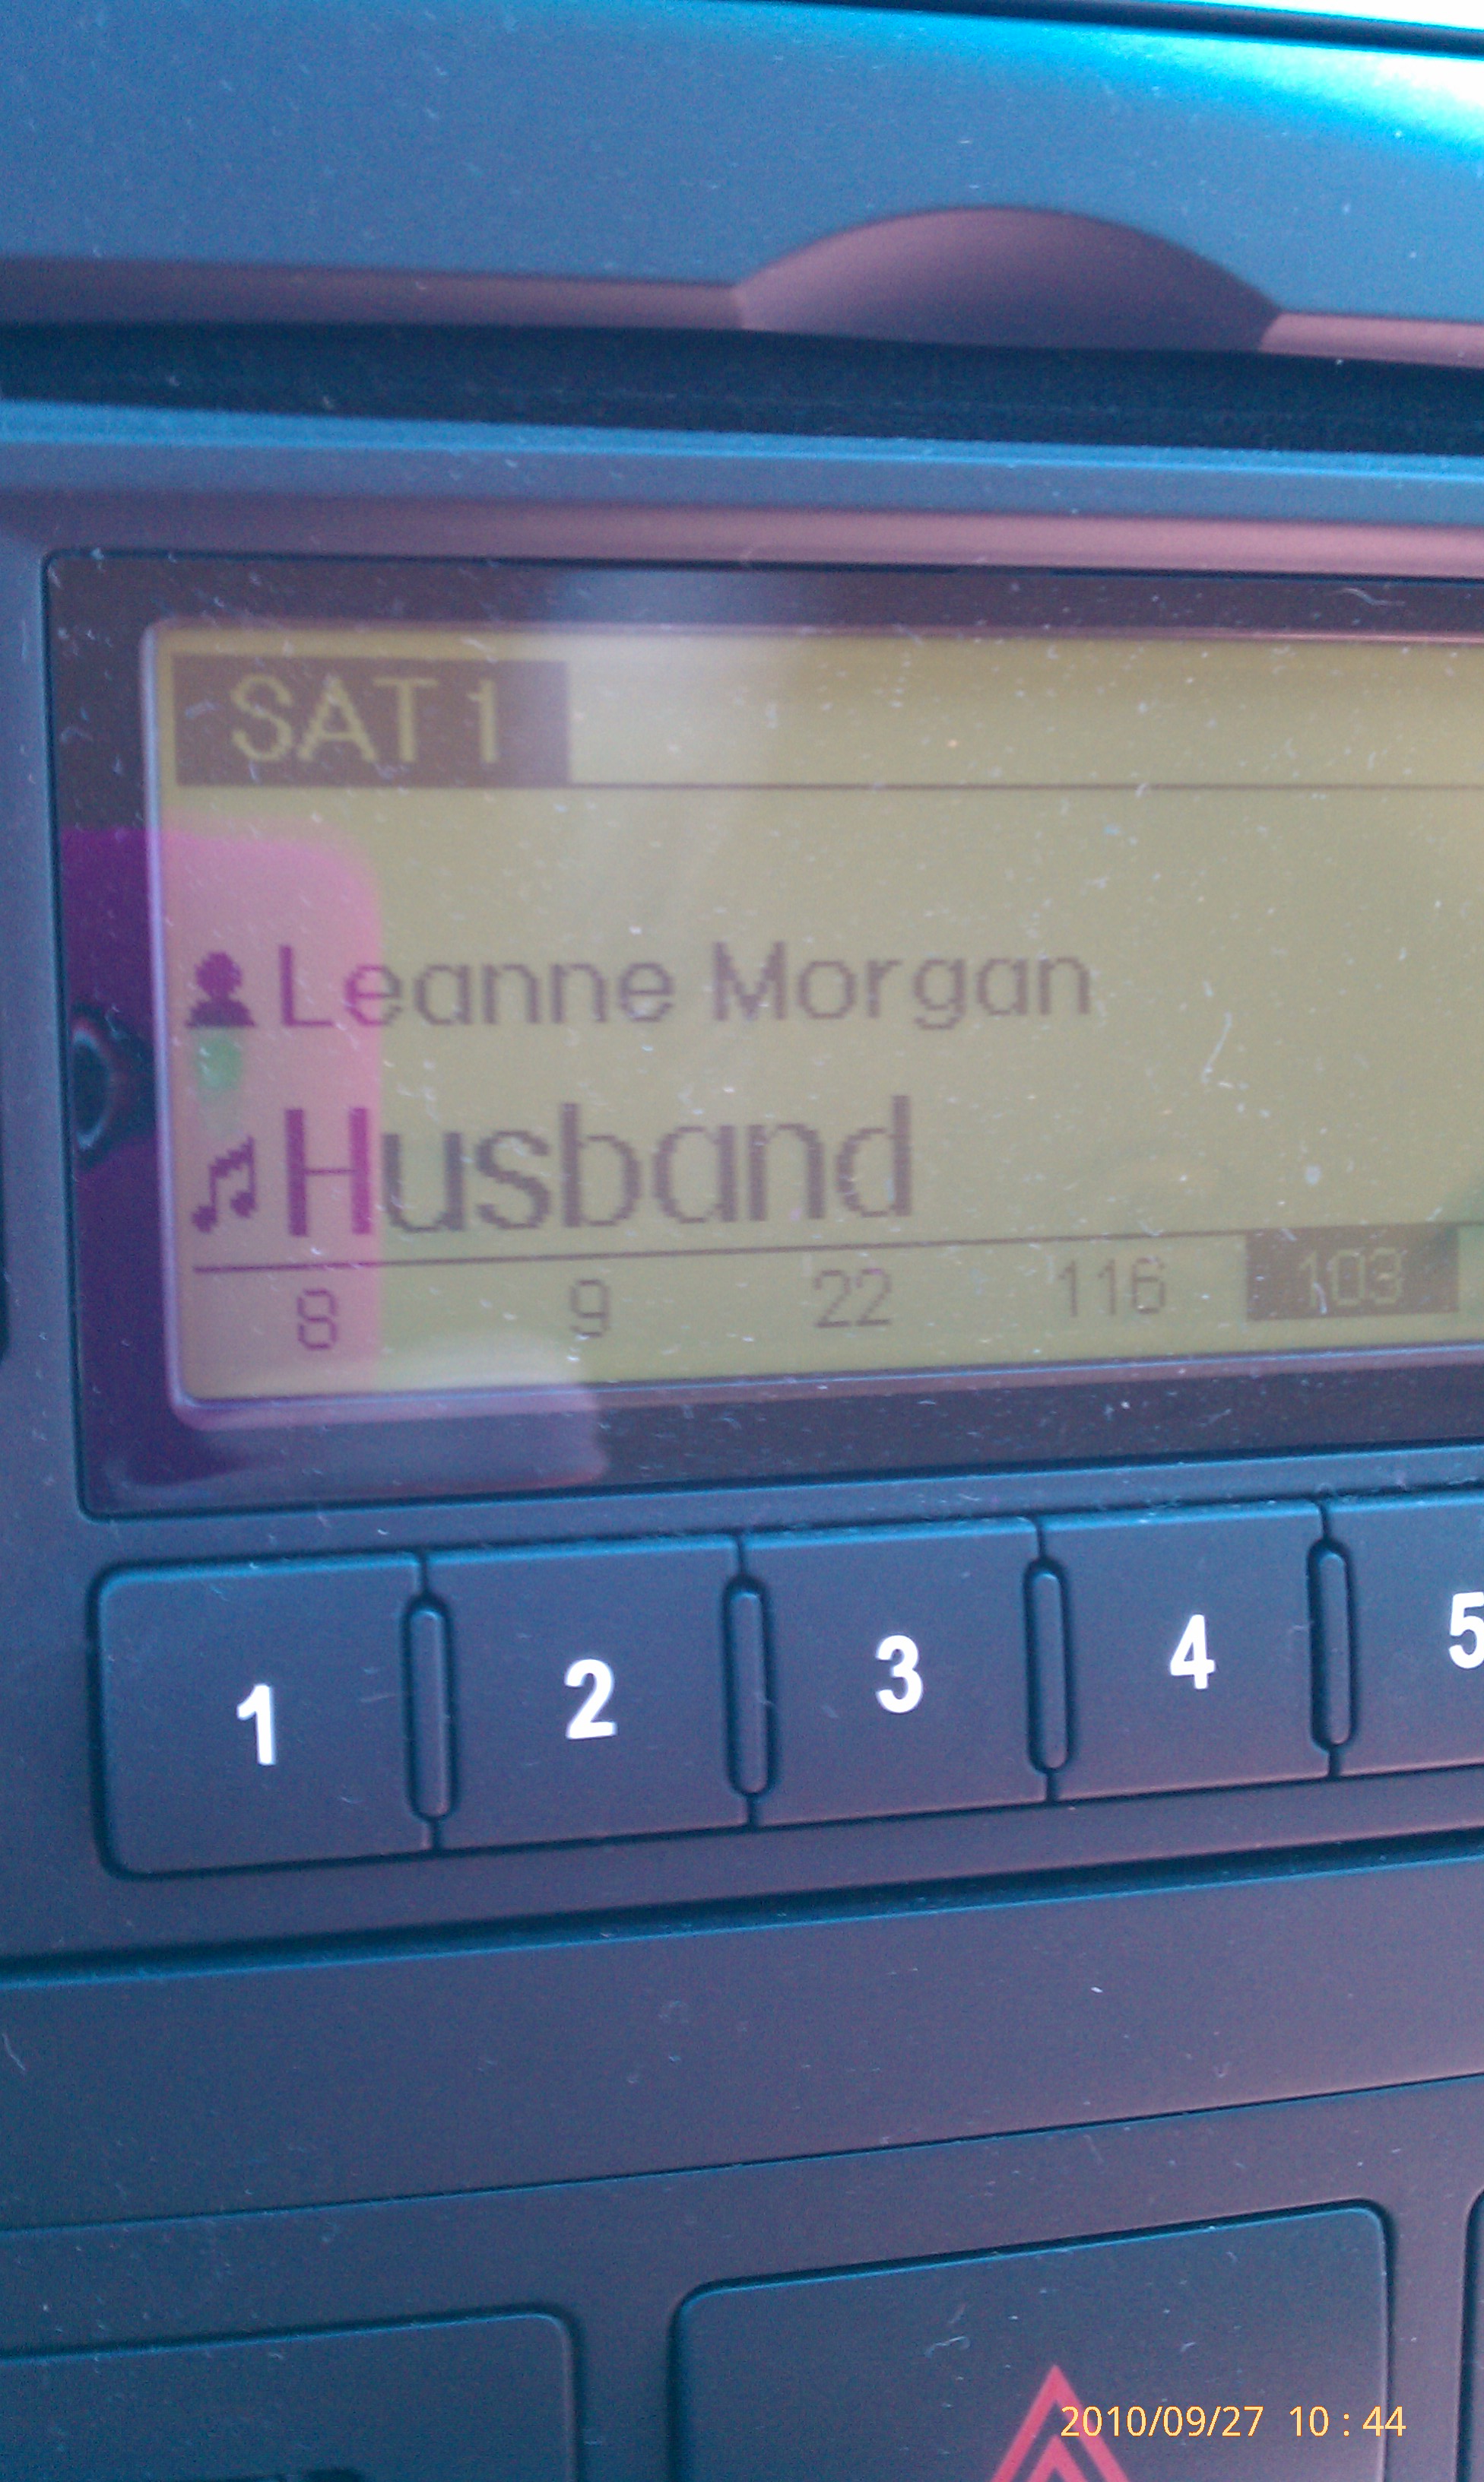 SAT 1
Leanne Morgan
Husband
8 9 22 116 103
1 2 3 4 5
2010/09/27 10:44